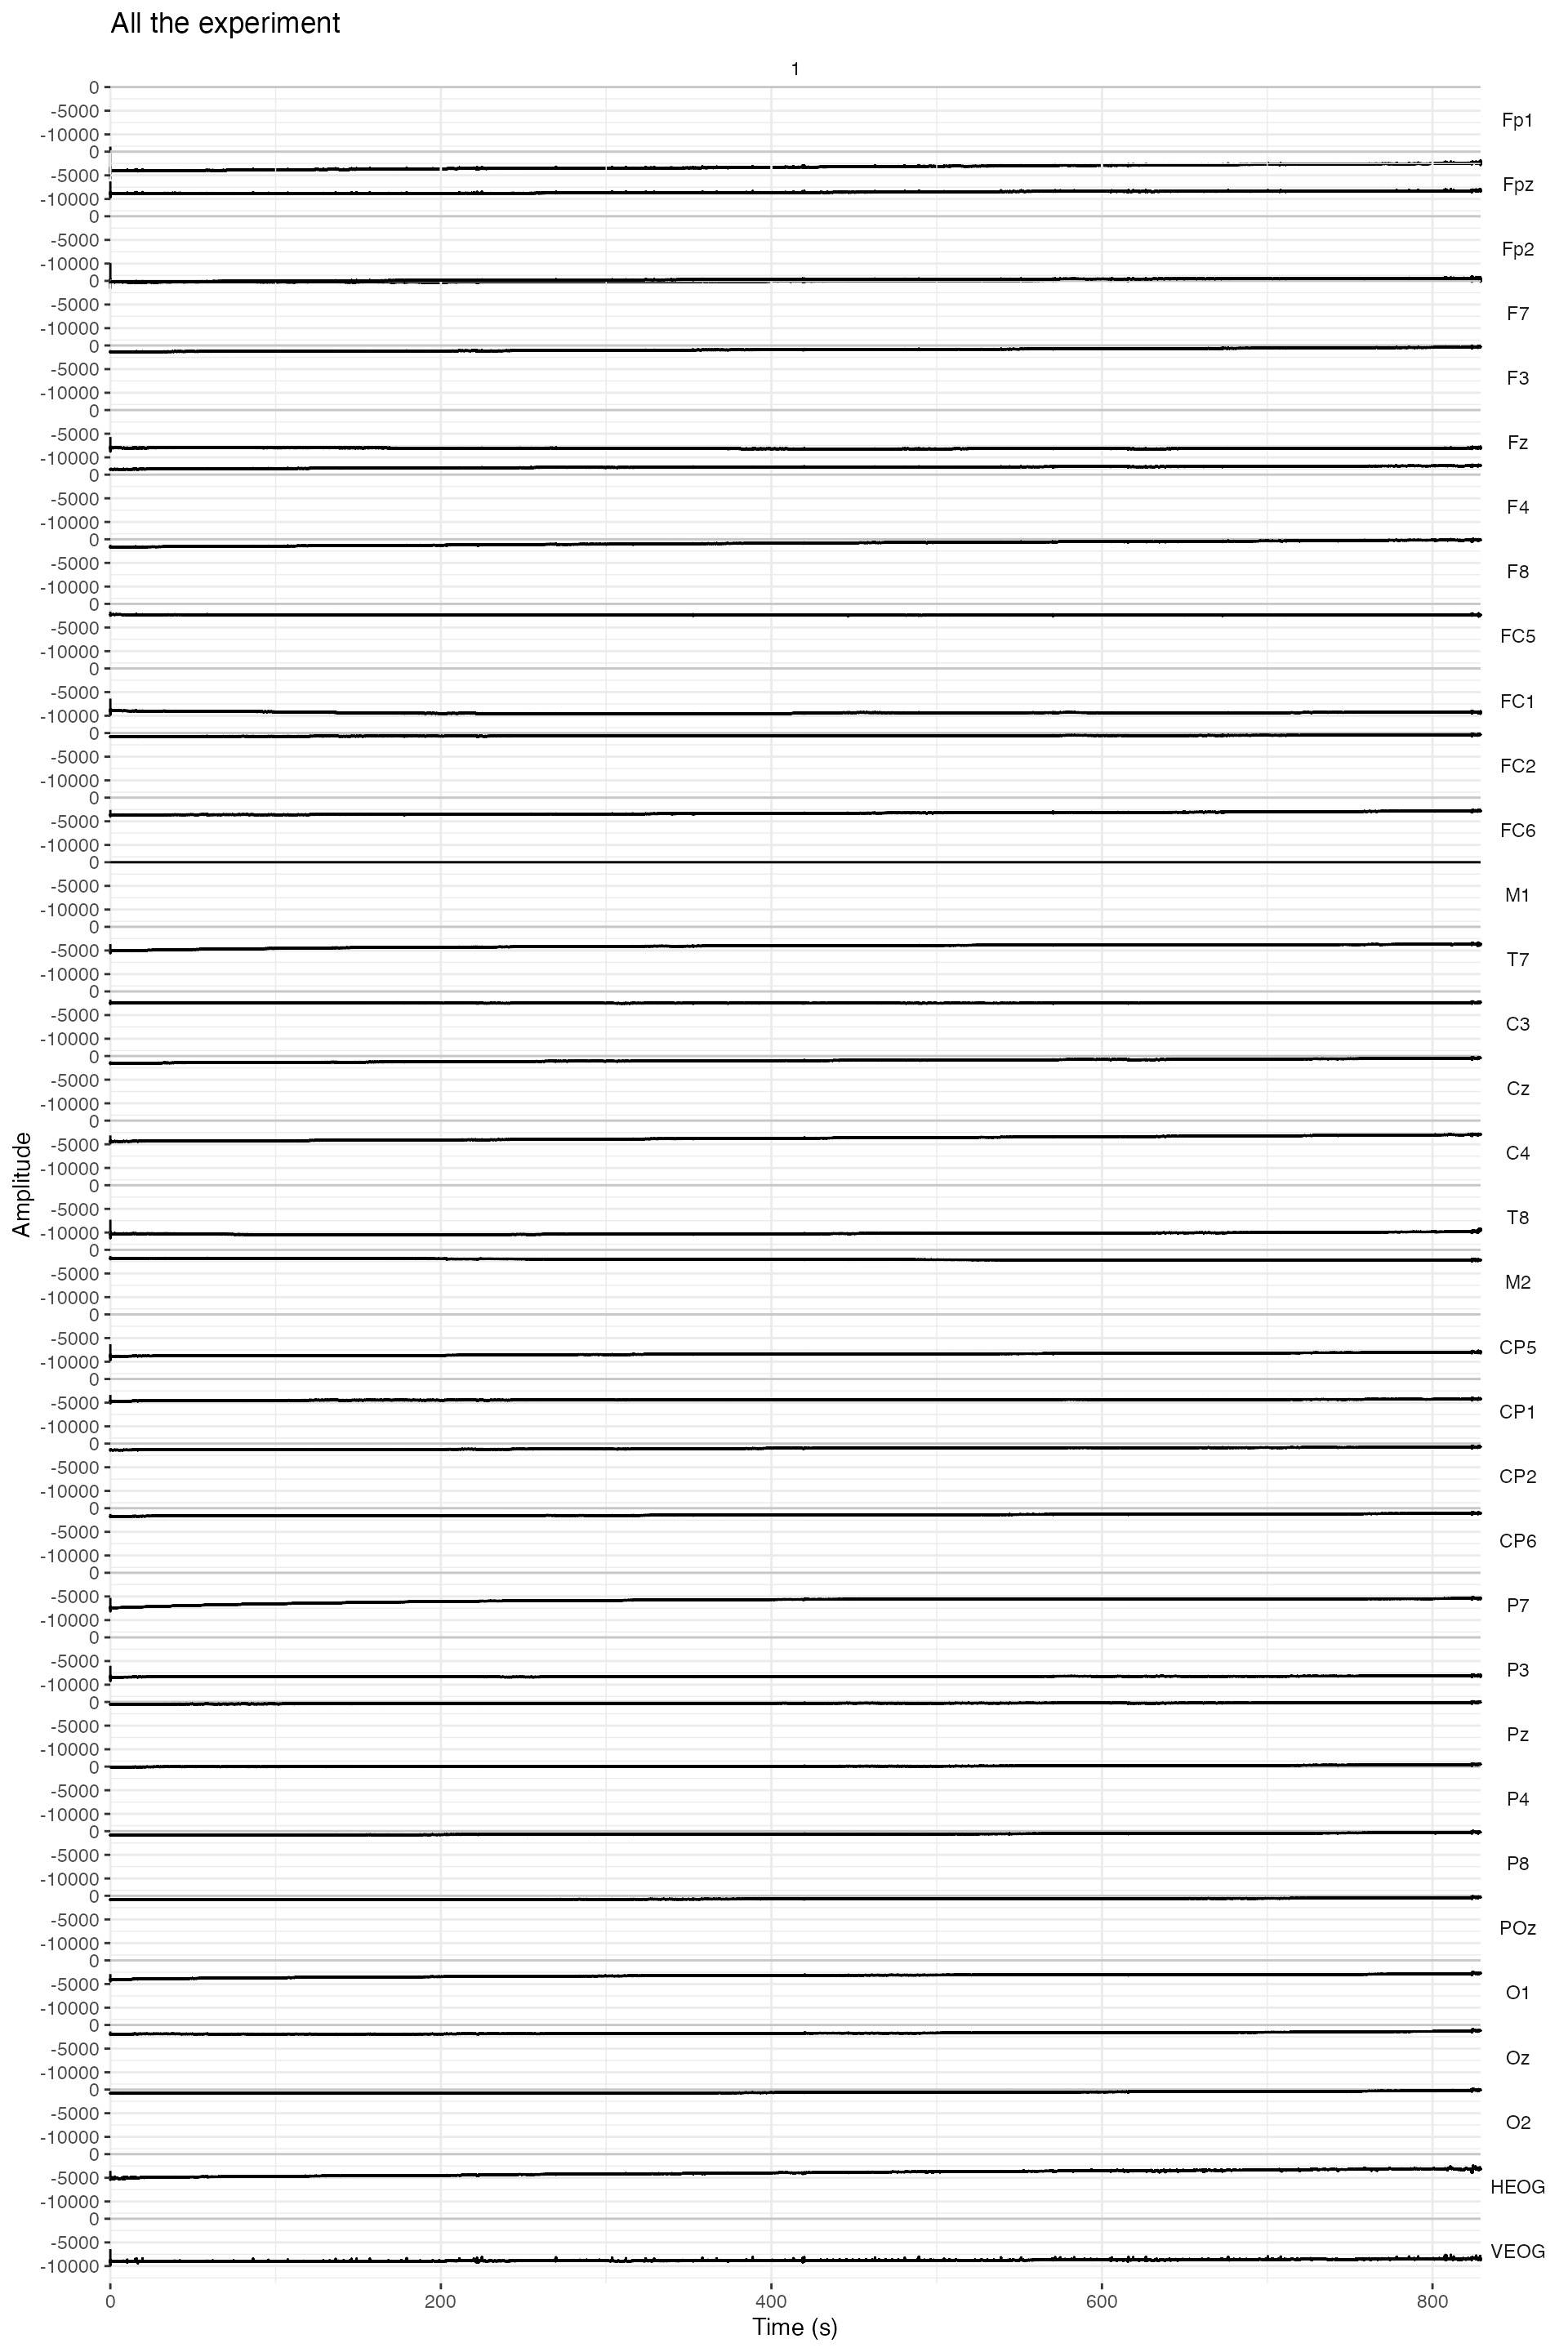 All the experiment
1
0
-5000
-10000
Fp1
0
-5000
-10000
Fpz
0
-5000
-10000
Fp2
0
-5000
-10000
F7
0
-5000
-10000
F3
0
-5000
-10000
Fz
0
-5000
-10000
F4
0
-5000
-10000
F8
0
-5000
-10000
FC5
0
-5000
-10000
FC1
0
-5000
-10000
FC2
0
-5000
-10000
FC6
0
-5000
-10000
M1
0
-5000
-10000
T7
0
-5000
-10000
C3
0
-5000
-10000
Cz
0
-5000
-10000
C4
0
-5000
-10000
T8
0
-5000
-10000
M2
0
-5000
-10000
CP5
0
-5000
-10000
CP1
0
-5000
-10000
CP2
0
-5000
-10000
CP6
0
-5000
-10000
P7
0
-5000
-10000
P3
0
-5000
-10000
Pz
0
-5000
-10000
P4
0
-5000
-10000
P8
0
-5000
-10000
POz
0
-5000
-10000
O1
0
-5000
-10000
Oz
0
-5000
-10000
O2
0
-5000
-10000
HEOG
0
-5000
-10000
VEOG
Amplitude
0 200 400 600 800
Time (s)